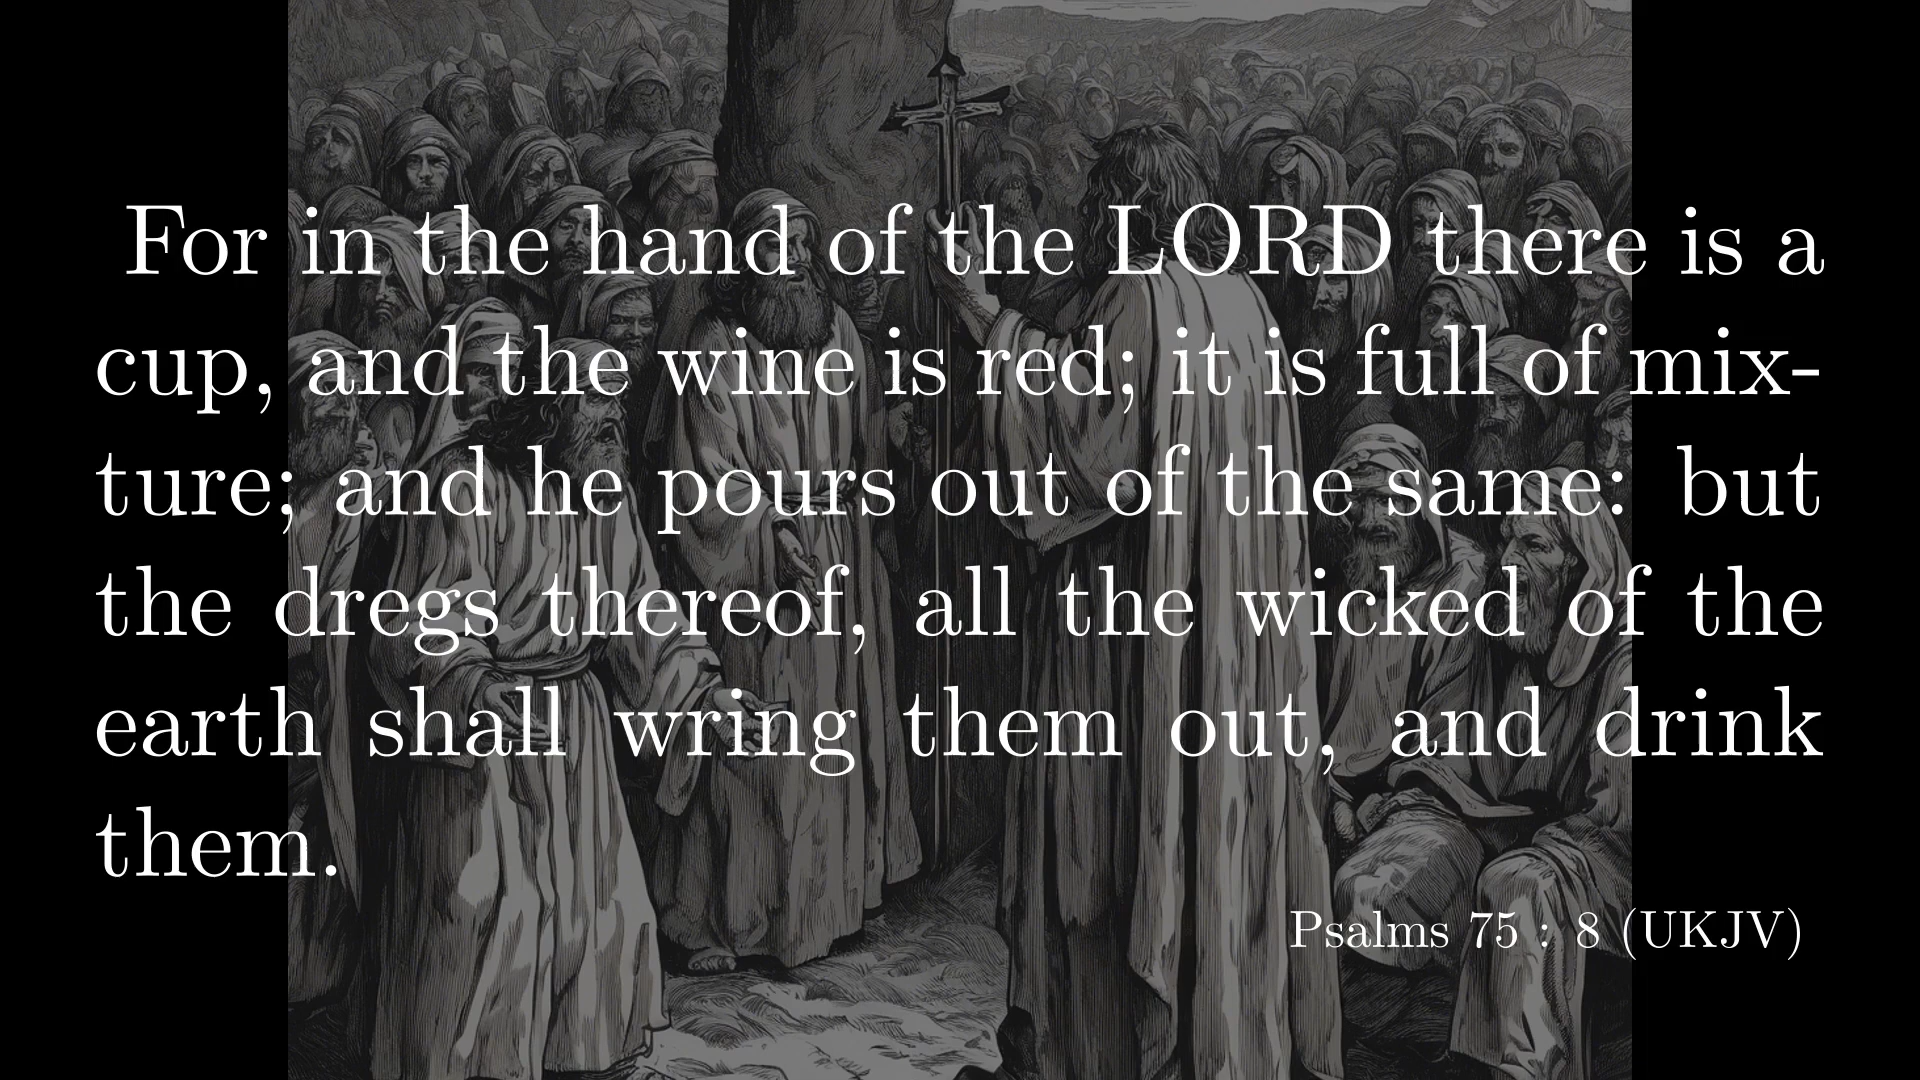 For in the hand of the LORD there is a
cup, and the wine is red; it is full of mix-
ture; and he pours out of the same: but
the dregs thereof, all the wicked of the
earth shall wring them out, and drink
them.
Psalms 75 : 8 (UKJV)